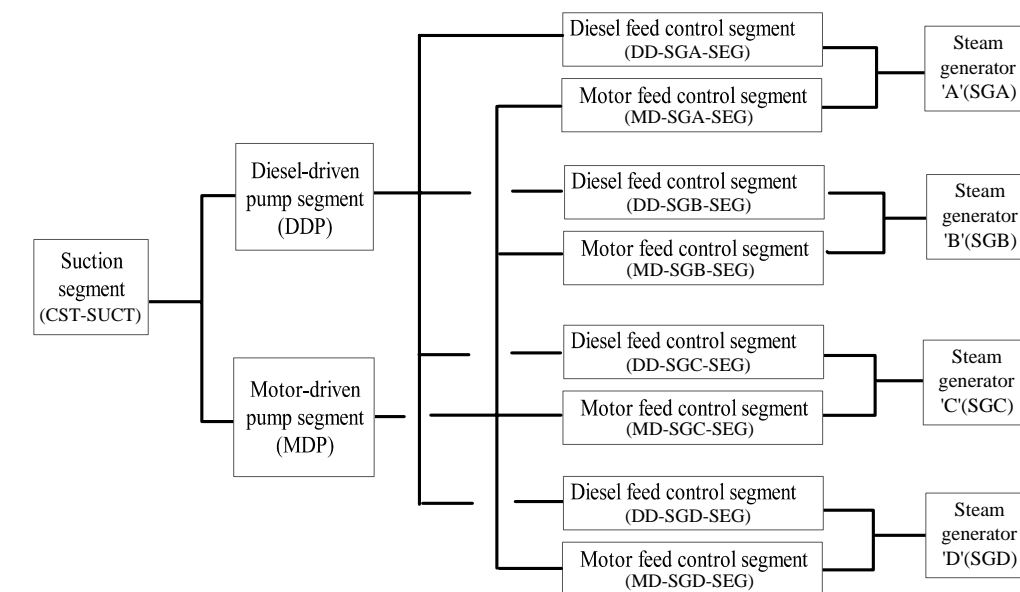 Suction
segment
(CST-SUCT)
Diesel-driven
pump segment
(DDP)
Motor-driven
pump segment
(MDP)
Diesel feed control segment
(DD-SGA-SEG)
Motor feed control segment
(MD-SGA-SEG)
Steam
generator
'A'(SGA)
Diesel feed control segment
(DD-SGB-SEG)
Motor feed control segment
(MD-SGB-SEG)
Steam
generator
'B'(SGB)
Diesel feed control segment
(DD-SGC-SEG)
Motor feed control segment
(MD-SGC-SEG)
Steam
generator
'C'(SGC)
Diesel feed control segment
(DD-SGD-SEG)
Motor feed control segment
(MD-SGD-SEG)
Steam
generator
'D'(SGD)